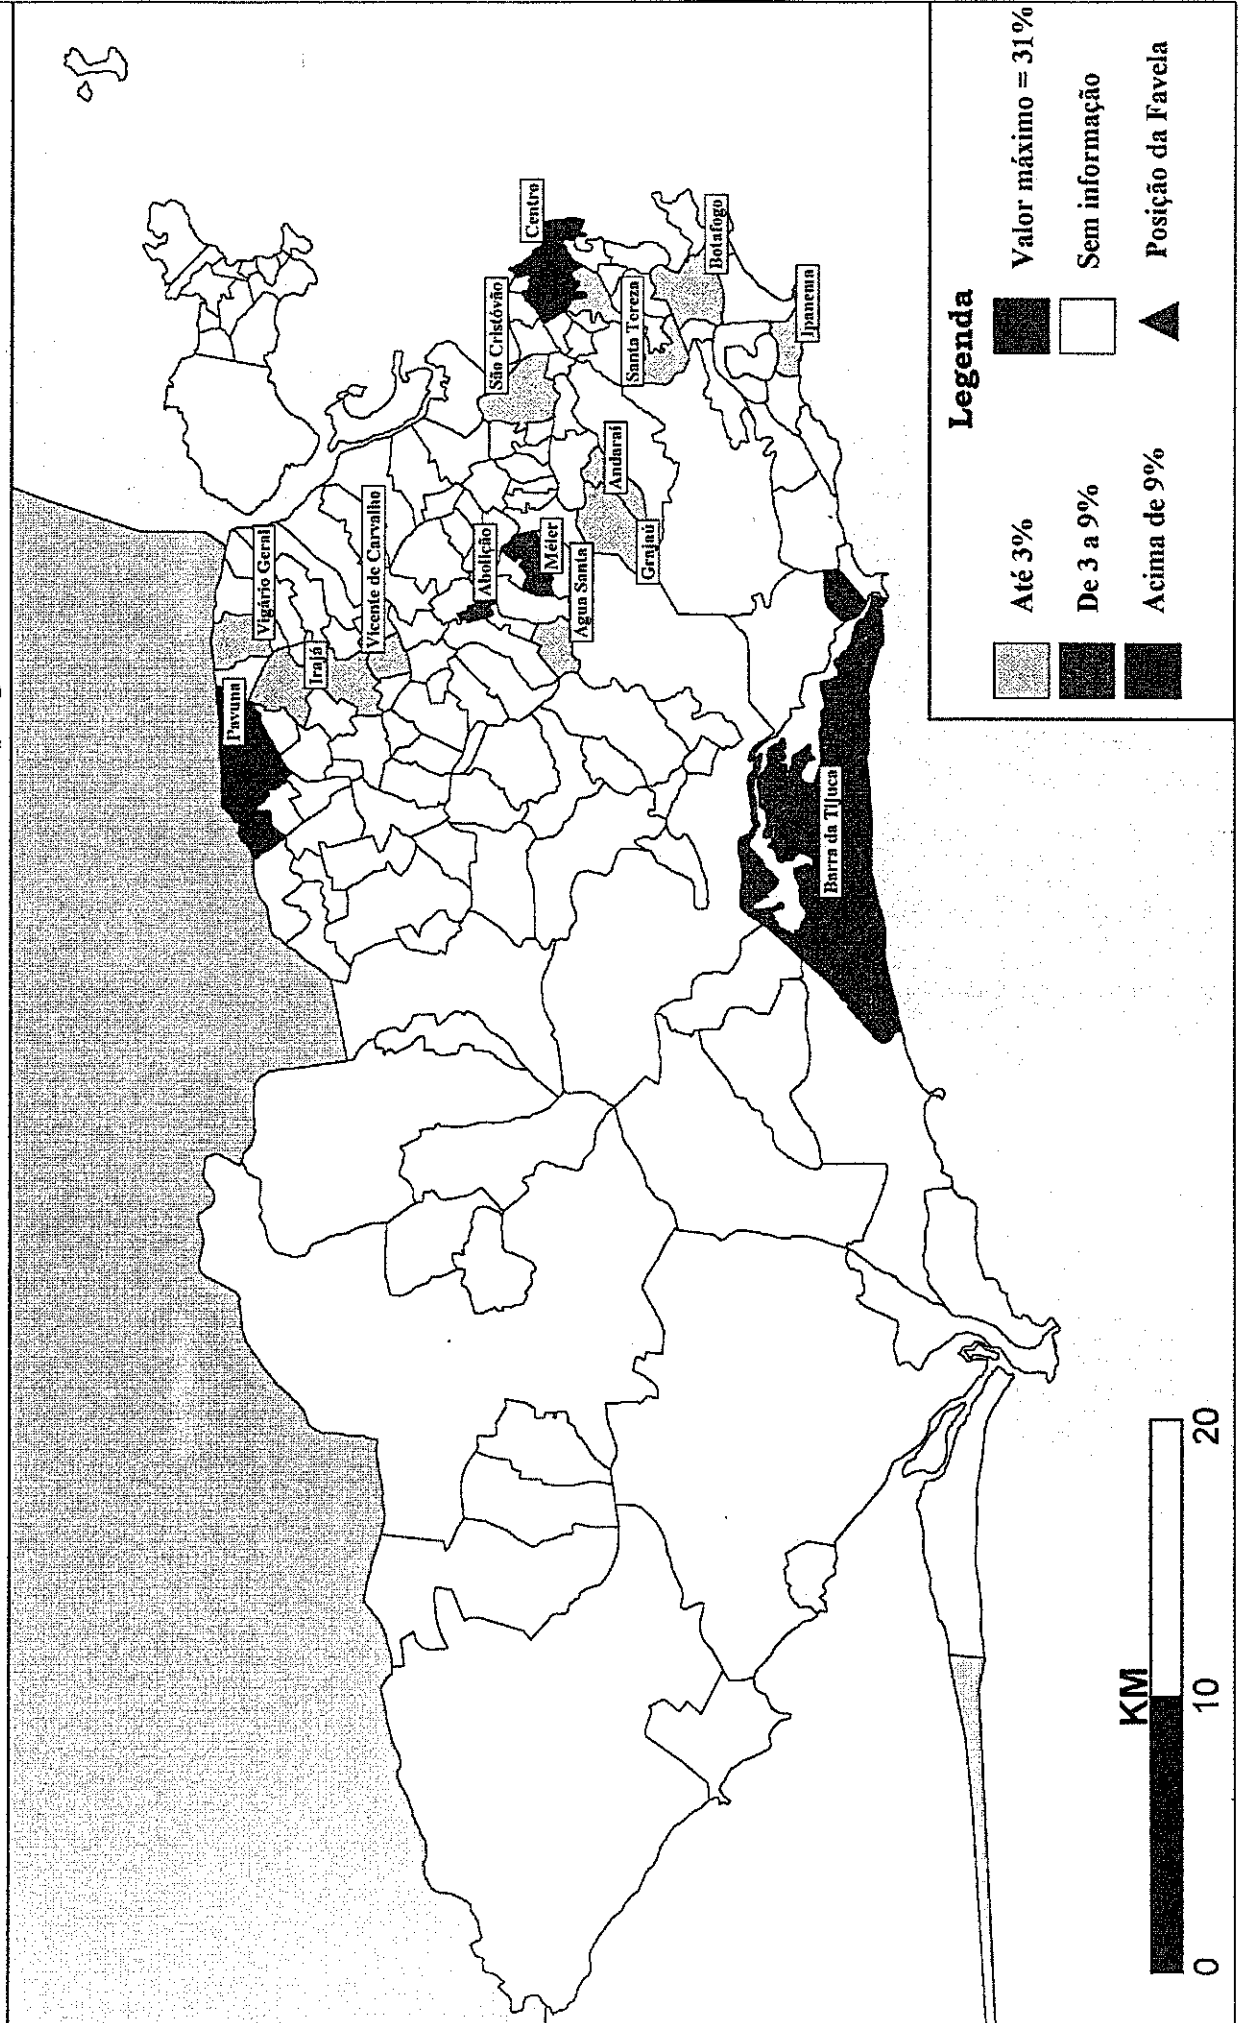 Pavuna
Vigário Geral
Irajá
Vicente de Carvalho
Abolição
Méier
Água Santa
Grajaú
Andaraí
São Cristóvão
Centro
Santa Tereza
Botafogo
Ipanema
Barra da Tijuca
KM
0 10 20
Legenda
Até 3%
De 3 a 9%
Acima de 9%
Valor máximo = 31%
Sem informação
Posição da Favela